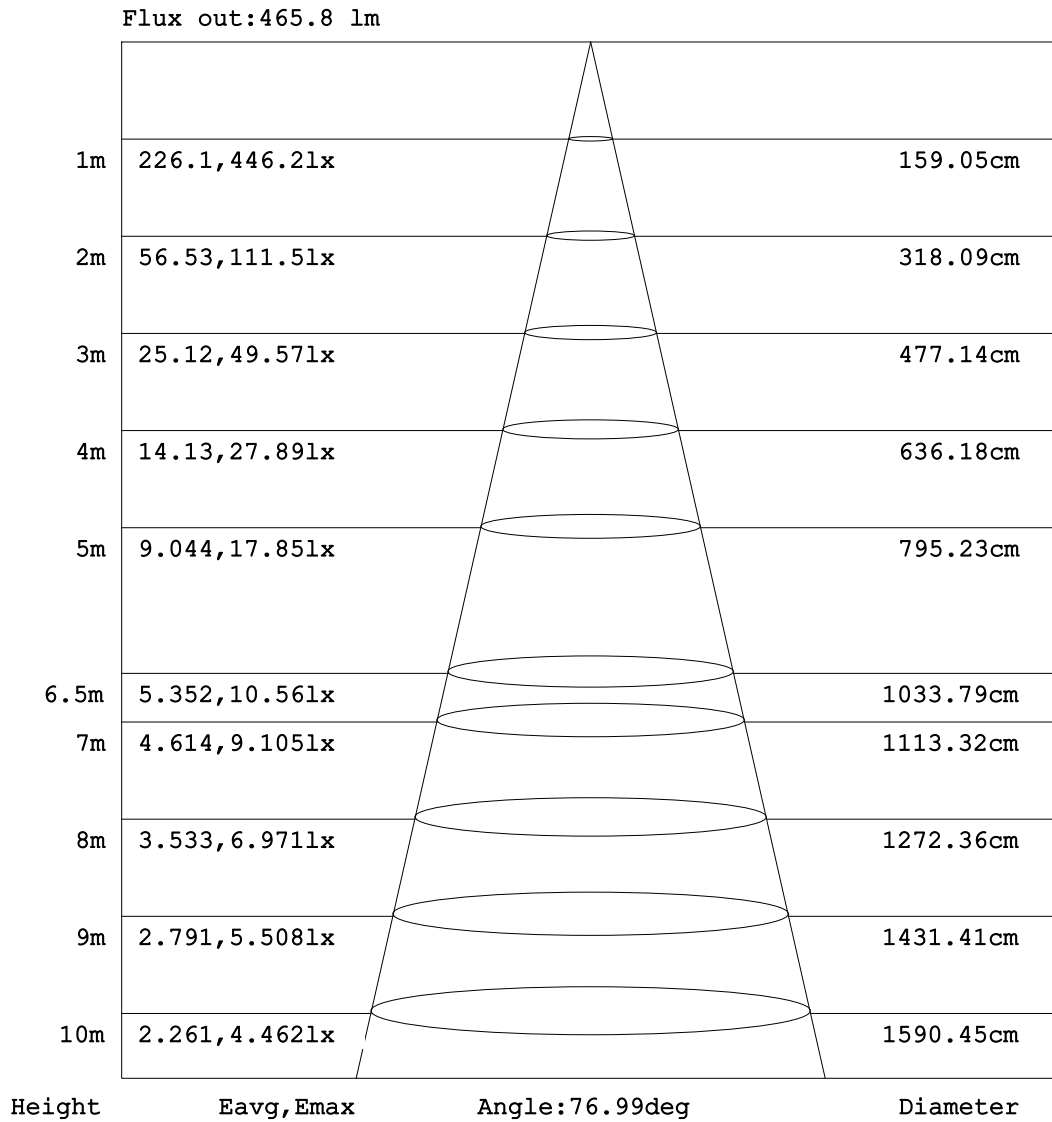 Flux out:465.8 lm
1m 226.1,446.2lx 159.05cm
2m 56.53,111.5lx 318.09cm
3m 25.12,49.57lx 477.14cm
4m 14.13,27.89lx 636.18cm
5m 9.044,17.85lx 795.23cm
6.5m 5.352,10.56lx 1033.79cm
7m 4.614,9.105lx 1113.32cm
8m 3.533,6.971lx 1272.36cm
9m 2.791,5.508lx 1431.41cm
10m 2.261,4.462lx 1590.45cm
Height Eavg,Emax Angle:76.99deg Diameter